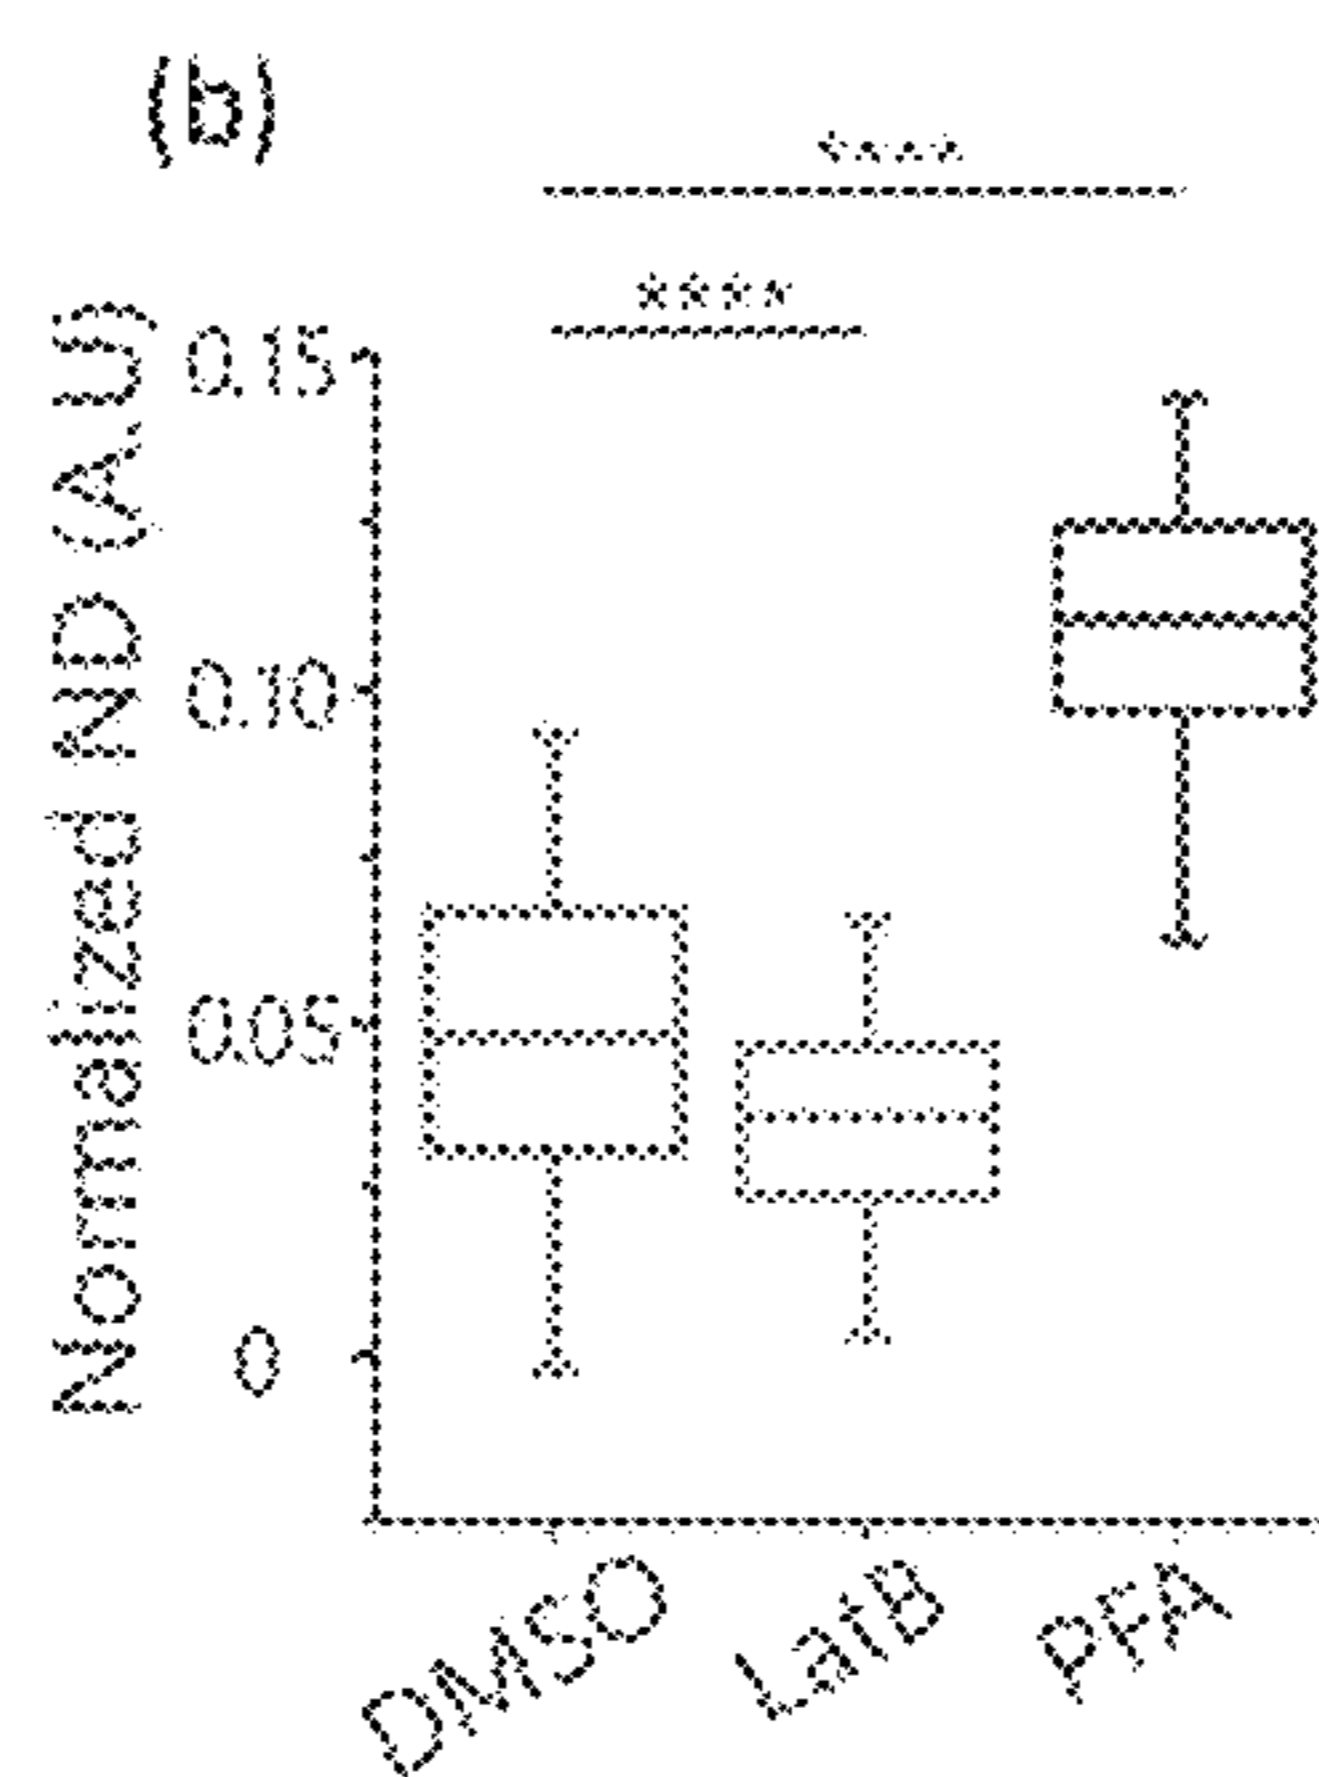 (b)
****
****
Normalized ND (A.U)
0.15
0.10
0.05
0
DMSO
LatB
PFA